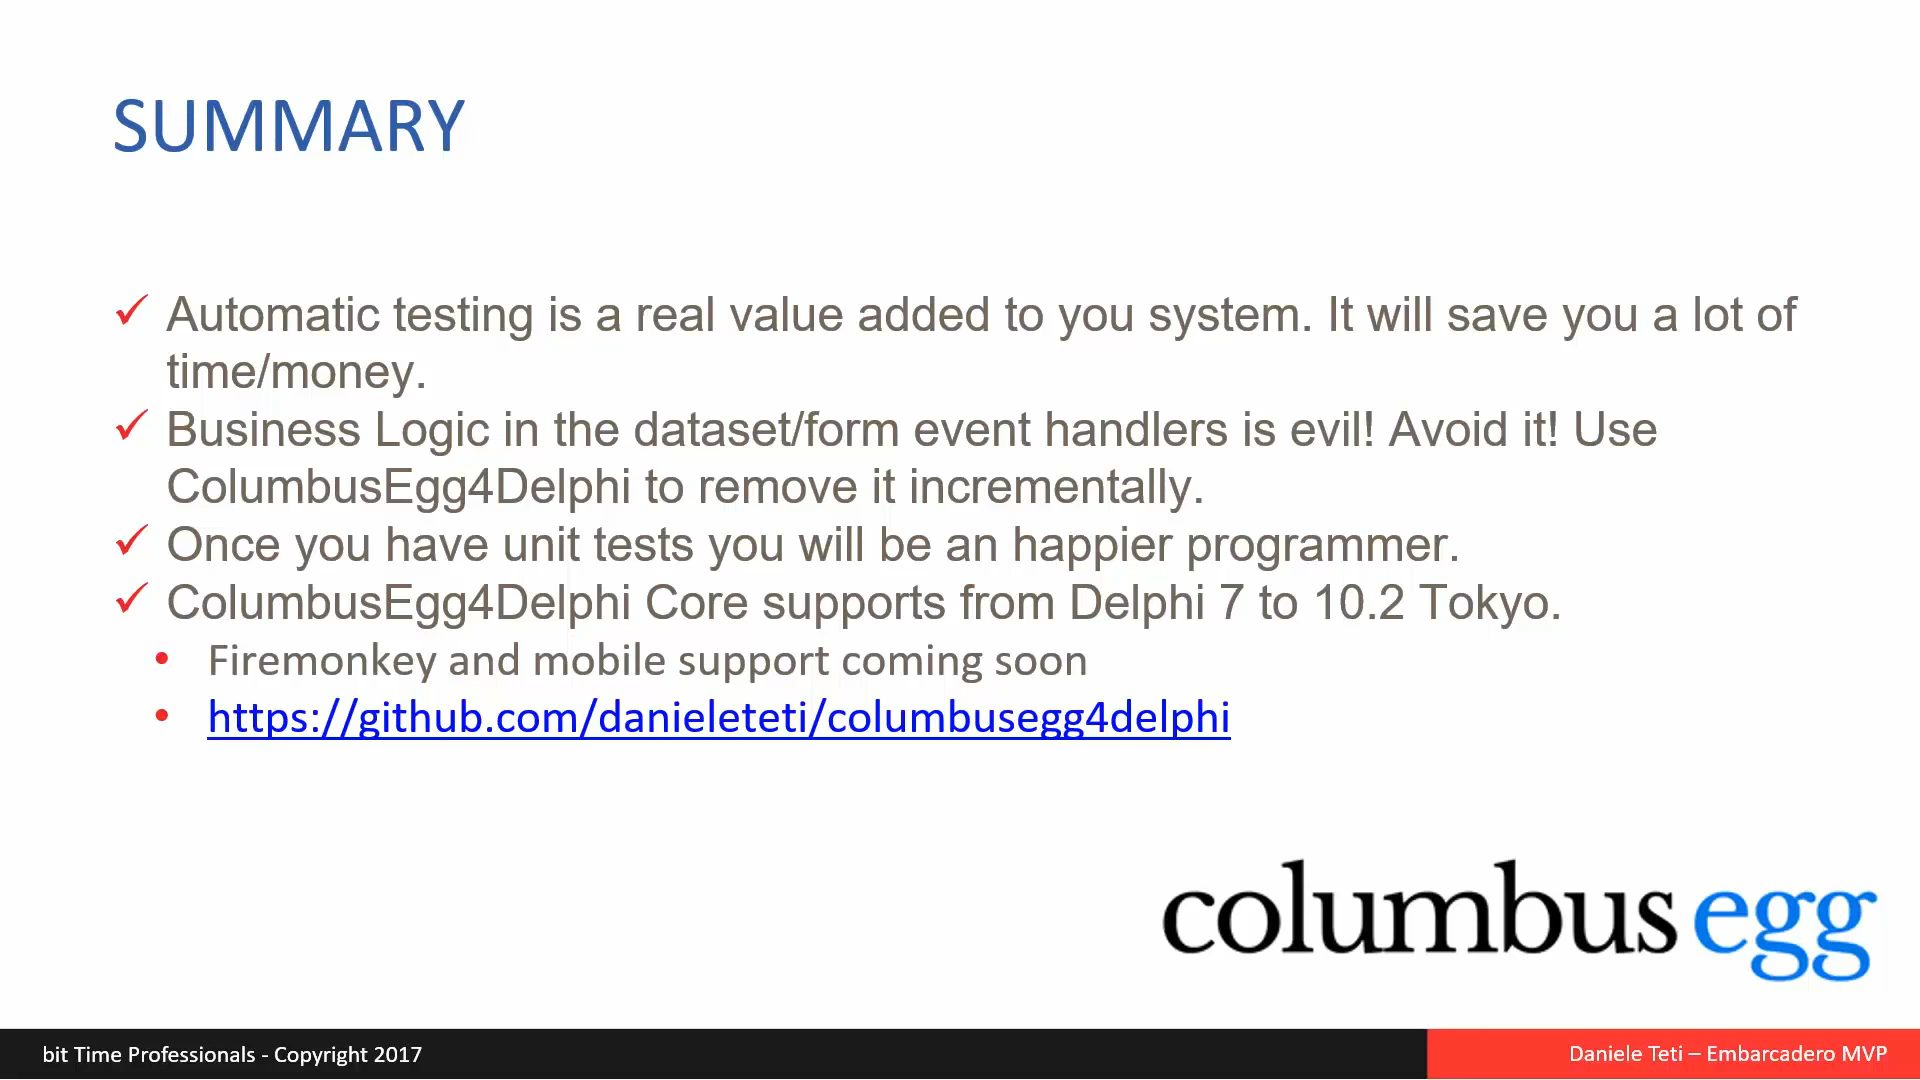 SUMMARY
Automatic testing is a real value added to you system. It will save you a lot of
time/money.
Business Logic in the dataset/form event handlers is evil! Avoid it! Use
ColumbusEgg4Delphi to remove it incrementally.
Once you have unit tests you will be an happier programmer.
ColumbusEgg4Delphi Core supports from Delphi 7 to 10.2 Tokyo.
Firemonkey and mobile support coming soon
https://github.com/danieleteti/columbusegg4delphi
columbus egg
bit Time Professionals - Copyright 2017
Daniele Teti – Embarcadero MVP